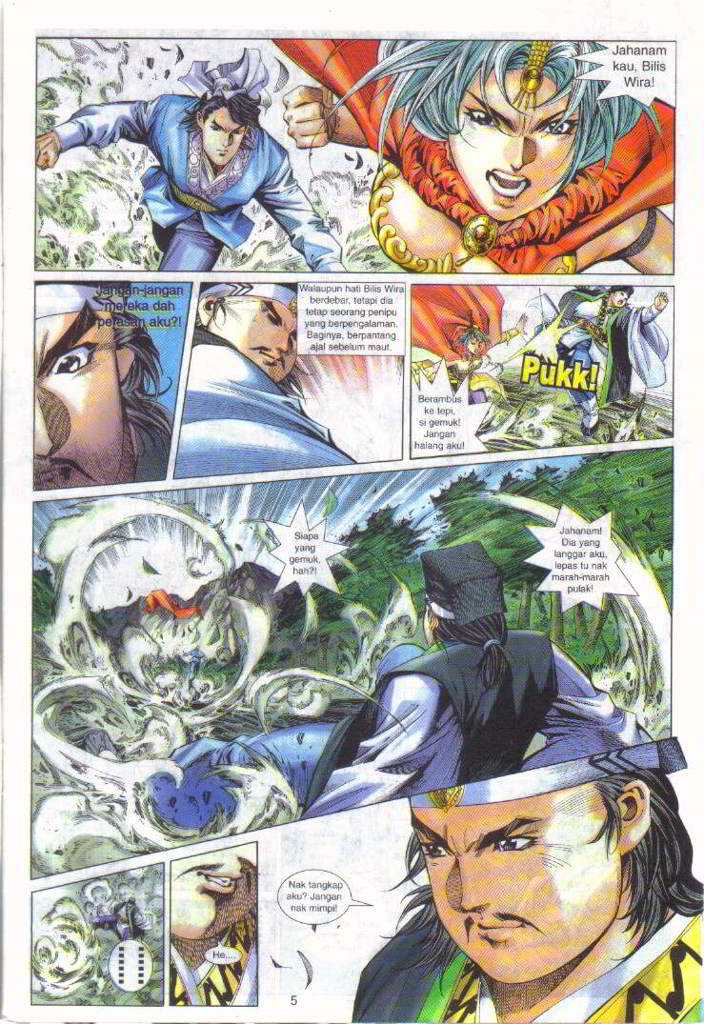 Jahanam
kau, Bilis
Wira!
Jangan-jangan
mereka dah
perasan aku?!
Walaupun hati Bilis Wira
berdebar, tetapi dia
tetap seorang penipu
yang berpengalaman.
Baginya, berpantang
ajal sebelum maut.
Pukk!
Berambus
ke tepi,
si gemuk!
Jangan
halang aku!
Siapa
yang
gemuk,
hah?!
Jahanam!
Dia yang
langgar aku,
lepas tu nak
marah-marah
pulak!
Nak tangkap
aku? Jangan
nak mimpi!
He....
5